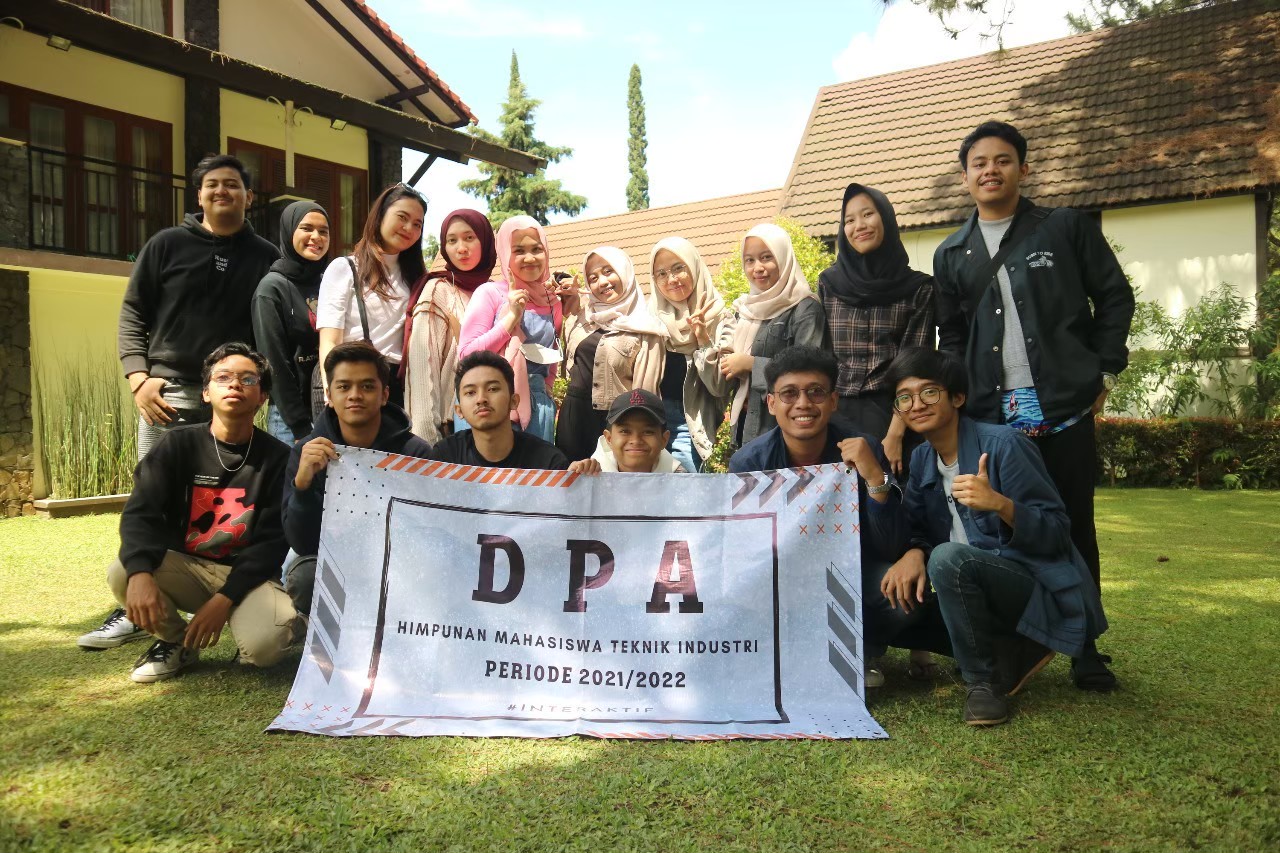 DPA
HIMPUNAN MAHASISWA TEKNIK INDUSTRI
PERIODE 2021/2022
#INTERAKTIF